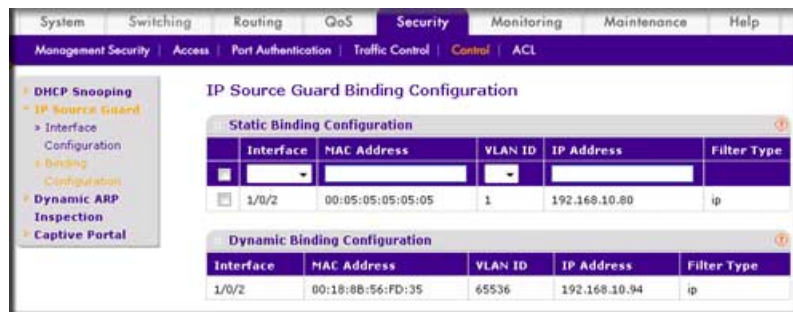 System Switching Routing QoS Security Monitoring Maintenance Help
Management Security | Access | Port Authentication | Traffic Control | Control | ACL
DHCP Snooping
IP Source Guard
» Interface
Configuration
» Binding
Configuration
Dynamic ARP
Inspection
Captive Portal
IP Source Guard Binding Configuration
Static Binding Configuration
Interface MAC Address VLAN ID IP Address Filter Type
1/0/2 00:05:05:05:05:05 1 192.168.10.80 ip
Dynamic Binding Configuration
Interface MAC Address VLAN ID IP Address Filter Type
1/0/2 00:18:8B:56:FD:35 65536 192.168.10.94 ip